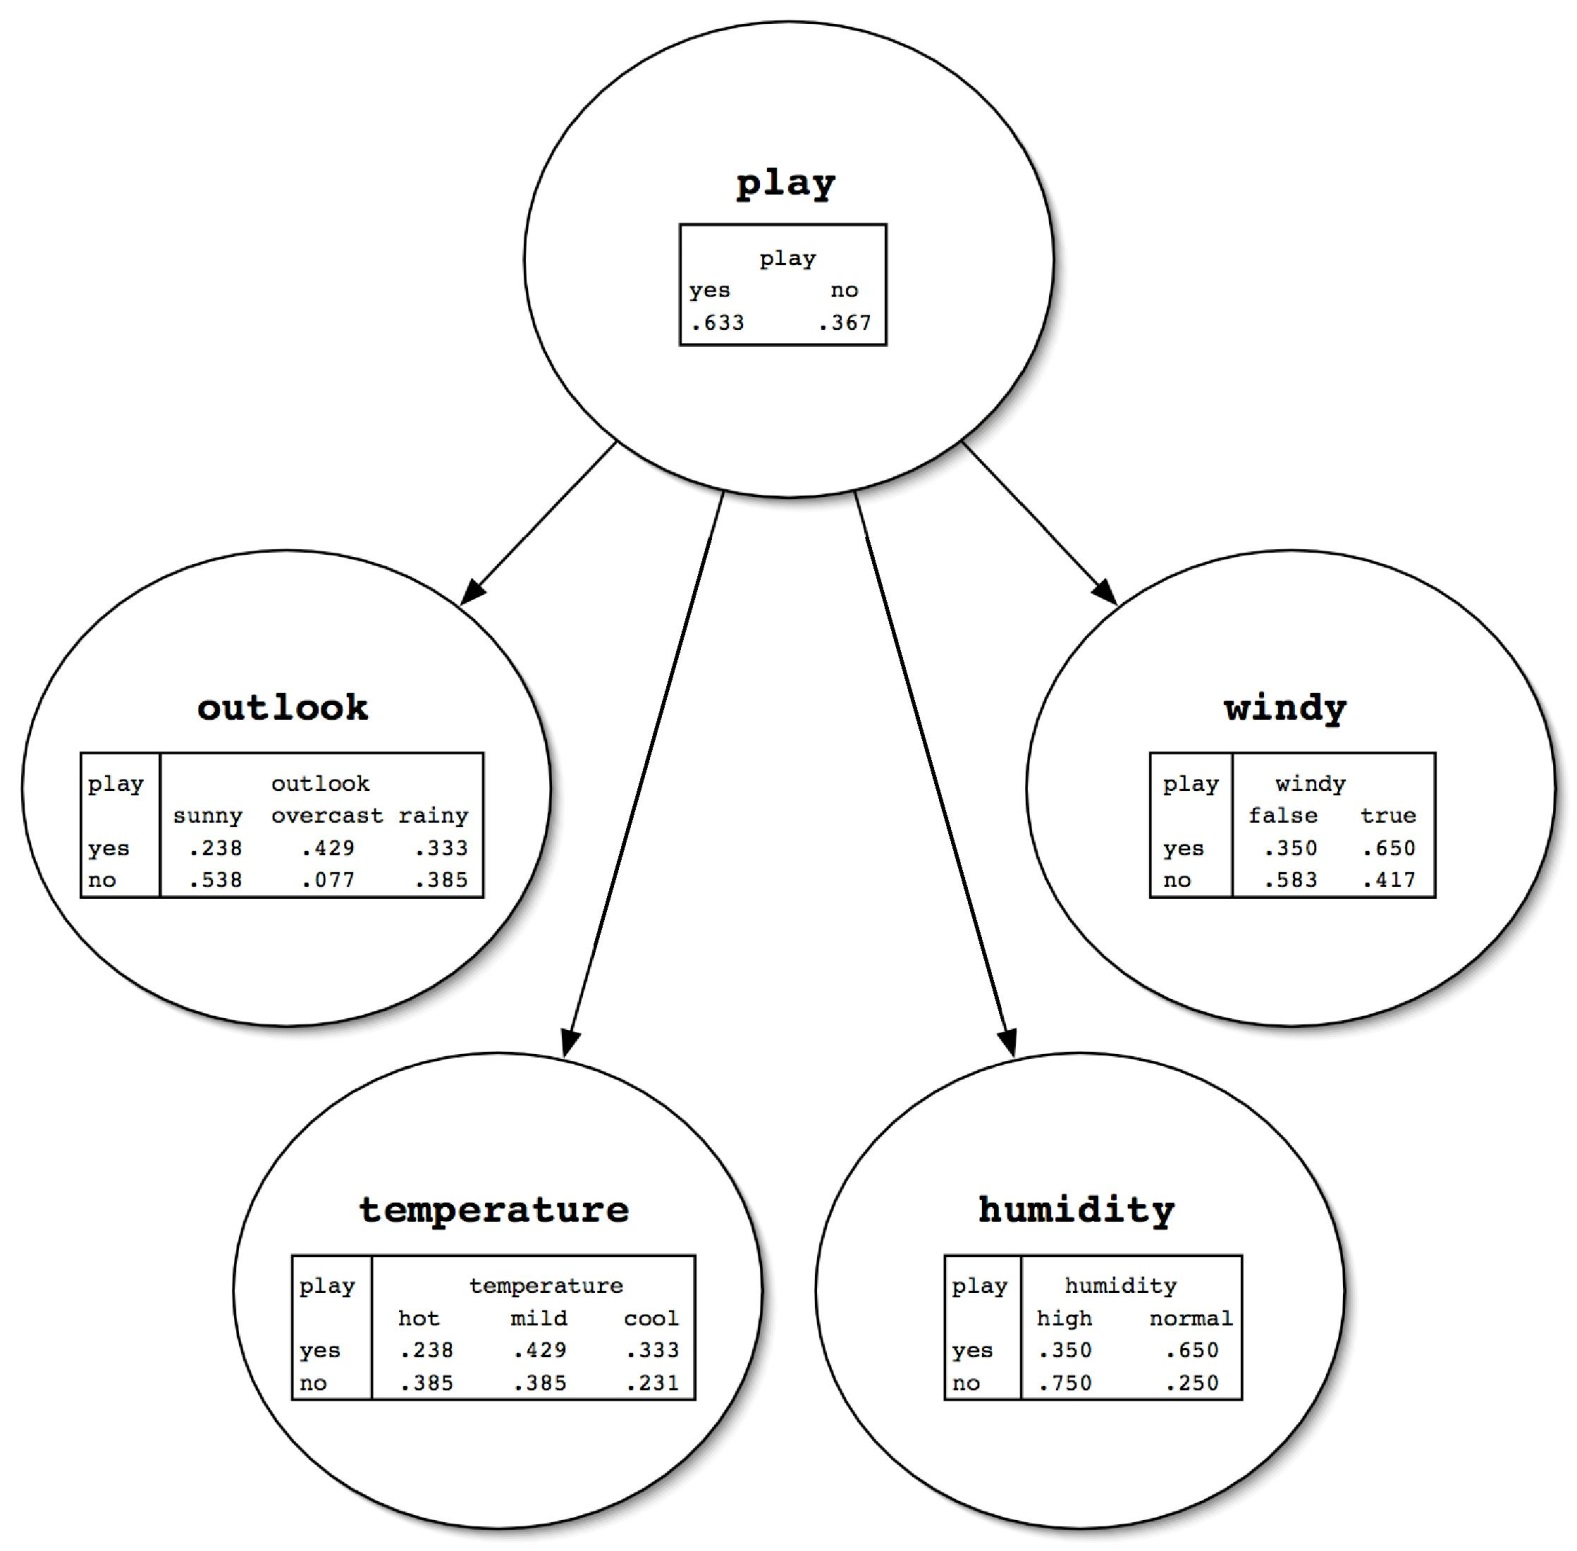 play
play
yes no
.633 .367
outlook
play outlook
sunny overcast rainy
yes .238 .429 .333
no .538 .077 .385
windy
play windy
false true
yes .350 .650
no .583 .417
temperature
play temperature
hot mild cool
yes .238 .429 .333
no .385 .385 .231
humidity
play humidity
high normal
yes .350 .650
no .750 .250